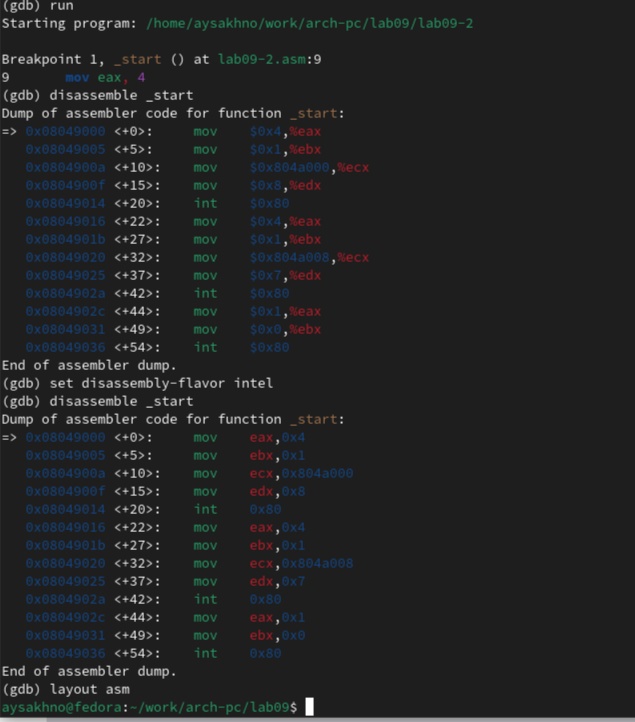 (gdb) run
Starting program: /home/aysakhno/work/arch-pc/lab09/lab09-2
Breakpoint 1, _start () at lab09-2.asm:9
9       mov eax, 4
(gdb) disassemble _start
Dump of assembler code for function _start:
=> 0x08049000 <+0>:     mov    $0x4,%eax
   0x08049005 <+5>:     mov    $0x1,%ebx
   0x0804900a <+10>:    mov    $0x804a000,%ecx
   0x0804900f <+15>:    mov    $0x8,%edx
   0x08049014 <+20>:    int    $0x80
   0x08049016 <+22>:    mov    $0x4,%eax
   0x0804901b <+27>:    mov    $0x1,%ebx
   0x08049020 <+32>:    mov    $0x804a008,%ecx
   0x08049025 <+37>:    mov    $0x7,%edx
   0x0804902a <+42>:    int    $0x80
   0x0804902c <+44>:    mov    $0x1,%eax
   0x08049031 <+49>:    mov    $0x0,%ebx
   0x08049036 <+54>:    int    $0x80
End of assembler dump.
(gdb) set disassembly-flavor intel
(gdb) disassemble _start
Dump of assembler code for function _start:
=> 0x08049000 <+0>:     mov    eax,0x4
   0x08049005 <+5>:     mov    ebx,0x1
   0x0804900a <+10>:    mov    ecx,0x804a000
   0x0804900f <+15>:    mov    edx,0x8
   0x08049014 <+20>:    int    0x80
   0x08049016 <+22>:    mov    eax,0x4
   0x0804901b <+27>:    mov    ebx,0x1
   0x08049020 <+32>:    mov    ecx,0x804a008
   0x08049025 <+37>:    mov    edx,0x7
   0x0804902a <+42>:    int    0x80
   0x0804902c <+44>:    mov    eax,0x1
   0x08049031 <+49>:    mov    ebx,0x0
   0x08049036 <+54>:    int    0x80
End of assembler dump.
(gdb) layout asm
aysakhno@fedora:~/work/arch-pc/lab09$